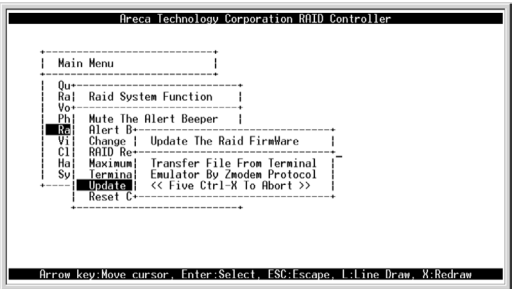 Areca Technology Corporation RAID Controller
Main Menu
Qu
Ra Raid System Function
Vo
Ph Mute The Alert Beeper
Ra Alert B
Vi Change Update The Raid FirmWare
Cl RAID Re
Ha Maximum Transfer File From Terminal
Sy Termina Emulator By Zmodem Protocol
Update << Five Ctrl-X To Abort >>
Reset C
Arrow key:Move cursor, Enter:Select, ESC:Escape, L:Line Draw, X:Redraw